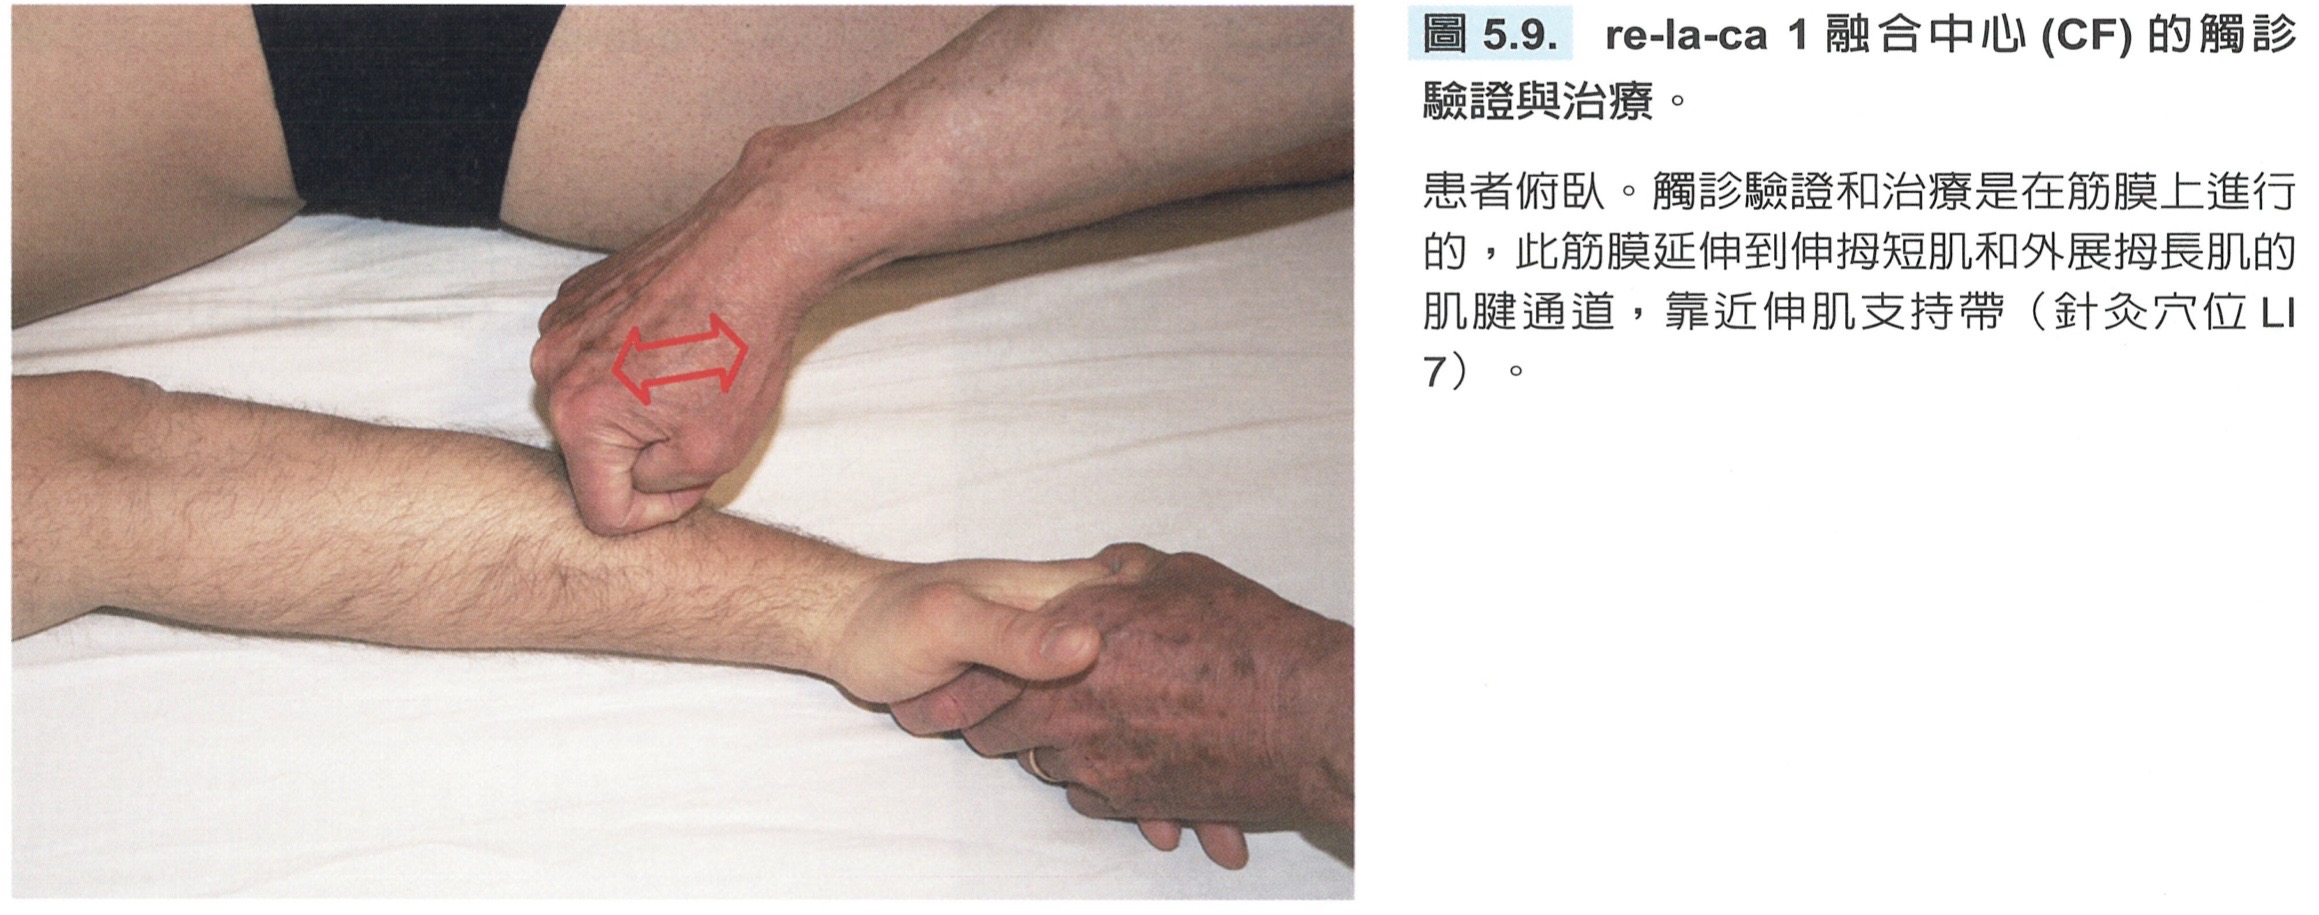 圖 5.9. re-la-ca 1 融合中心 (CF) 的觸診
驗證與治療。
患者俯臥。觸診驗證和治療是在筋膜上進行
的，此筋膜延伸到伸拇短肌和外展拇長肌的
肌腱通道，靠近伸肌支持帶（針灸穴位 LI
7）。